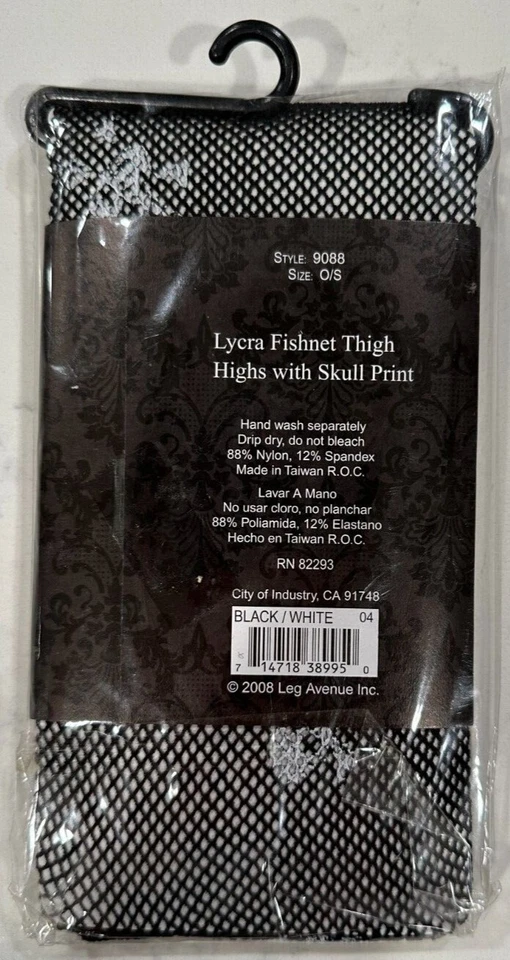 STYLE: 9088
SIZE: O/S
Lycra Fishnet Thigh
Highs with Skull Print
Hand wash separately
Drip dry, do not bleach
88% Nylon, 12% Spandex
Made in Taiwan R.O.C.
Lavar A Mano
No usar cloro, no planchar
88% Poliamida, 12% Elastano
Hecho en Taiwan R.O.C.
RN 82293
City of Industry, CA 91748
BLACK / WHITE 04
7 14718 38995 0
© 2008 Leg Avenue Inc.